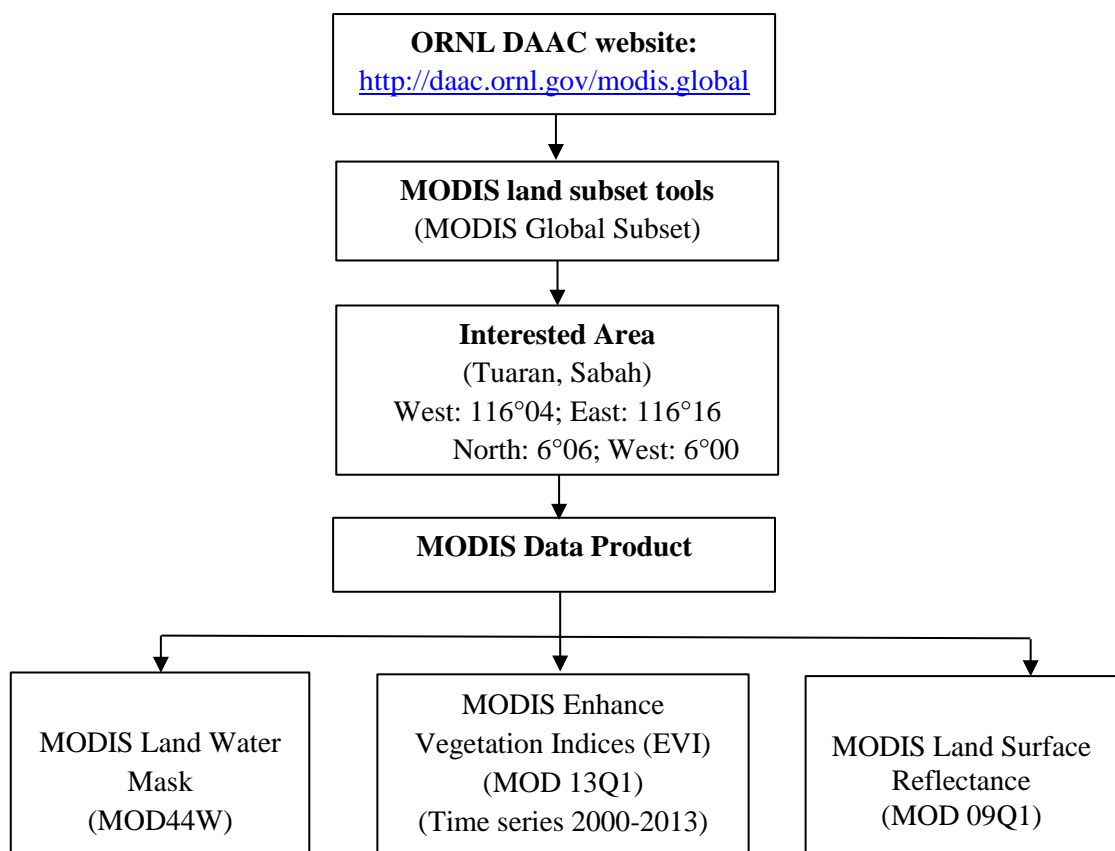 ORNL DAAC website:
http://daac.ornl.gov/modis.global
MODIS land subset tools
(MODIS Global Subset)
Interested Area
(Tuaran, Sabah)
West: 116°04; East: 116°16
North: 6°06; West: 6°00
MODIS Data Product
MODIS Land Water
Mask
(MOD44W)
MODIS Enhance
Vegetation Indices (EVI)
(MOD 13Q1)
(Time series 2000-2013)
MODIS Land Surface
Reflectance
(MOD 09Q1)